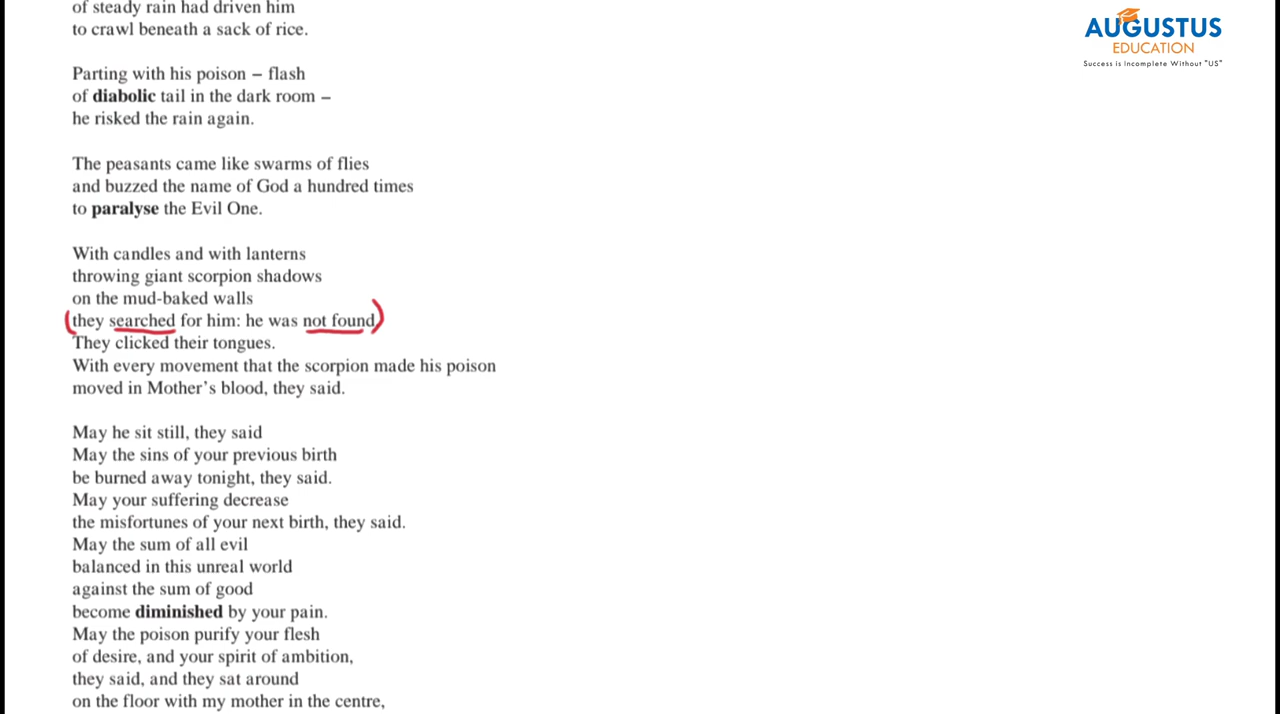 of steady rain had driven him
to crawl beneath a sack of rice.
Parting with his poison – flash
of diabolic tail in the dark room –
he risked the rain again.
The peasants came like swarms of flies
and buzzed the name of God a hundred times
to paralyse the Evil One.
With candles and with lanterns
throwing giant scorpion shadows
on the mud-baked walls
they searched for him: he was not found.
They clicked their tongues.
With every movement that the scorpion made his poison
moved in Mother's blood, they said.
May he sit still, they said
May the sins of your previous birth
be burned away tonight, they said.
May your suffering decrease
the misfortunes of your next birth, they said.
May the sum of all evil
balanced in this unreal world
against the sum of good
become diminished by your pain.
May the poison purify your flesh
of desire, and your spirit of ambition,
they said, and they sat around
on the floor with my mother in the centre,
AUGUSTUS
EDUCATION
Success is Incomplete Without "US"